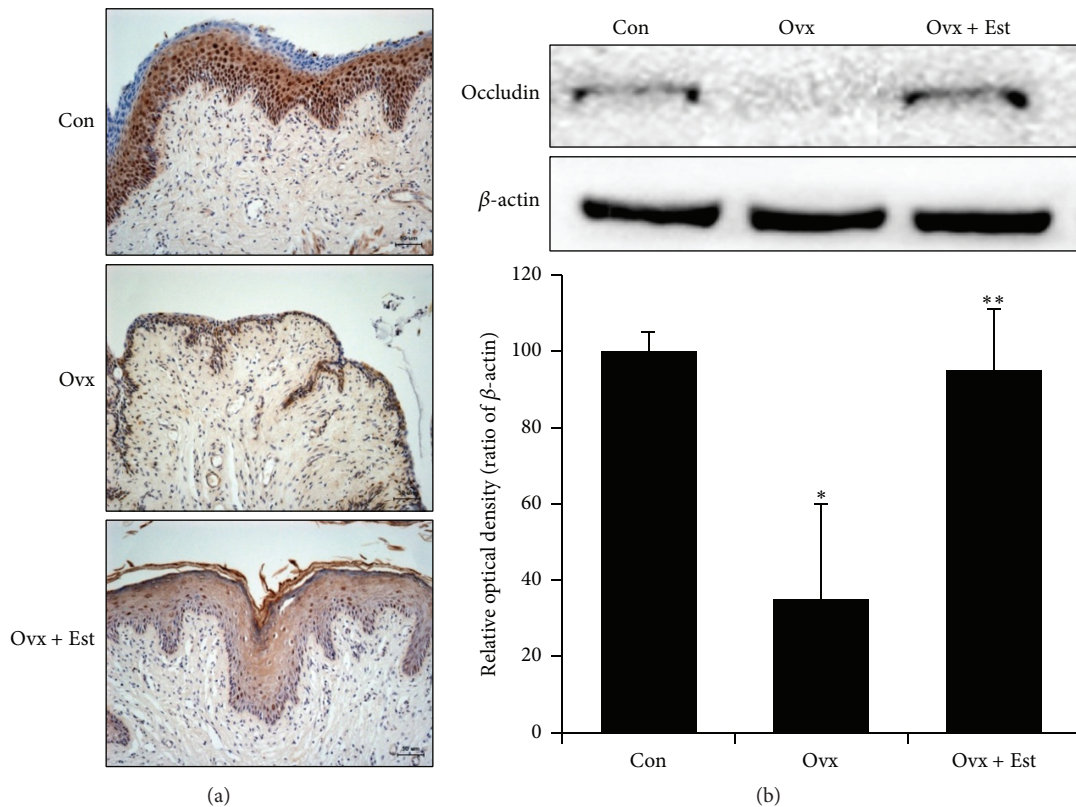 Con
Ovx
Ovx + Est
(a)
Con Ovx Ovx + Est
Occludin
β-actin
Relative optical density (ratio of β-actin)
120
100
80
60
40
20
0
*
**
Con Ovx Ovx + Est
(b)